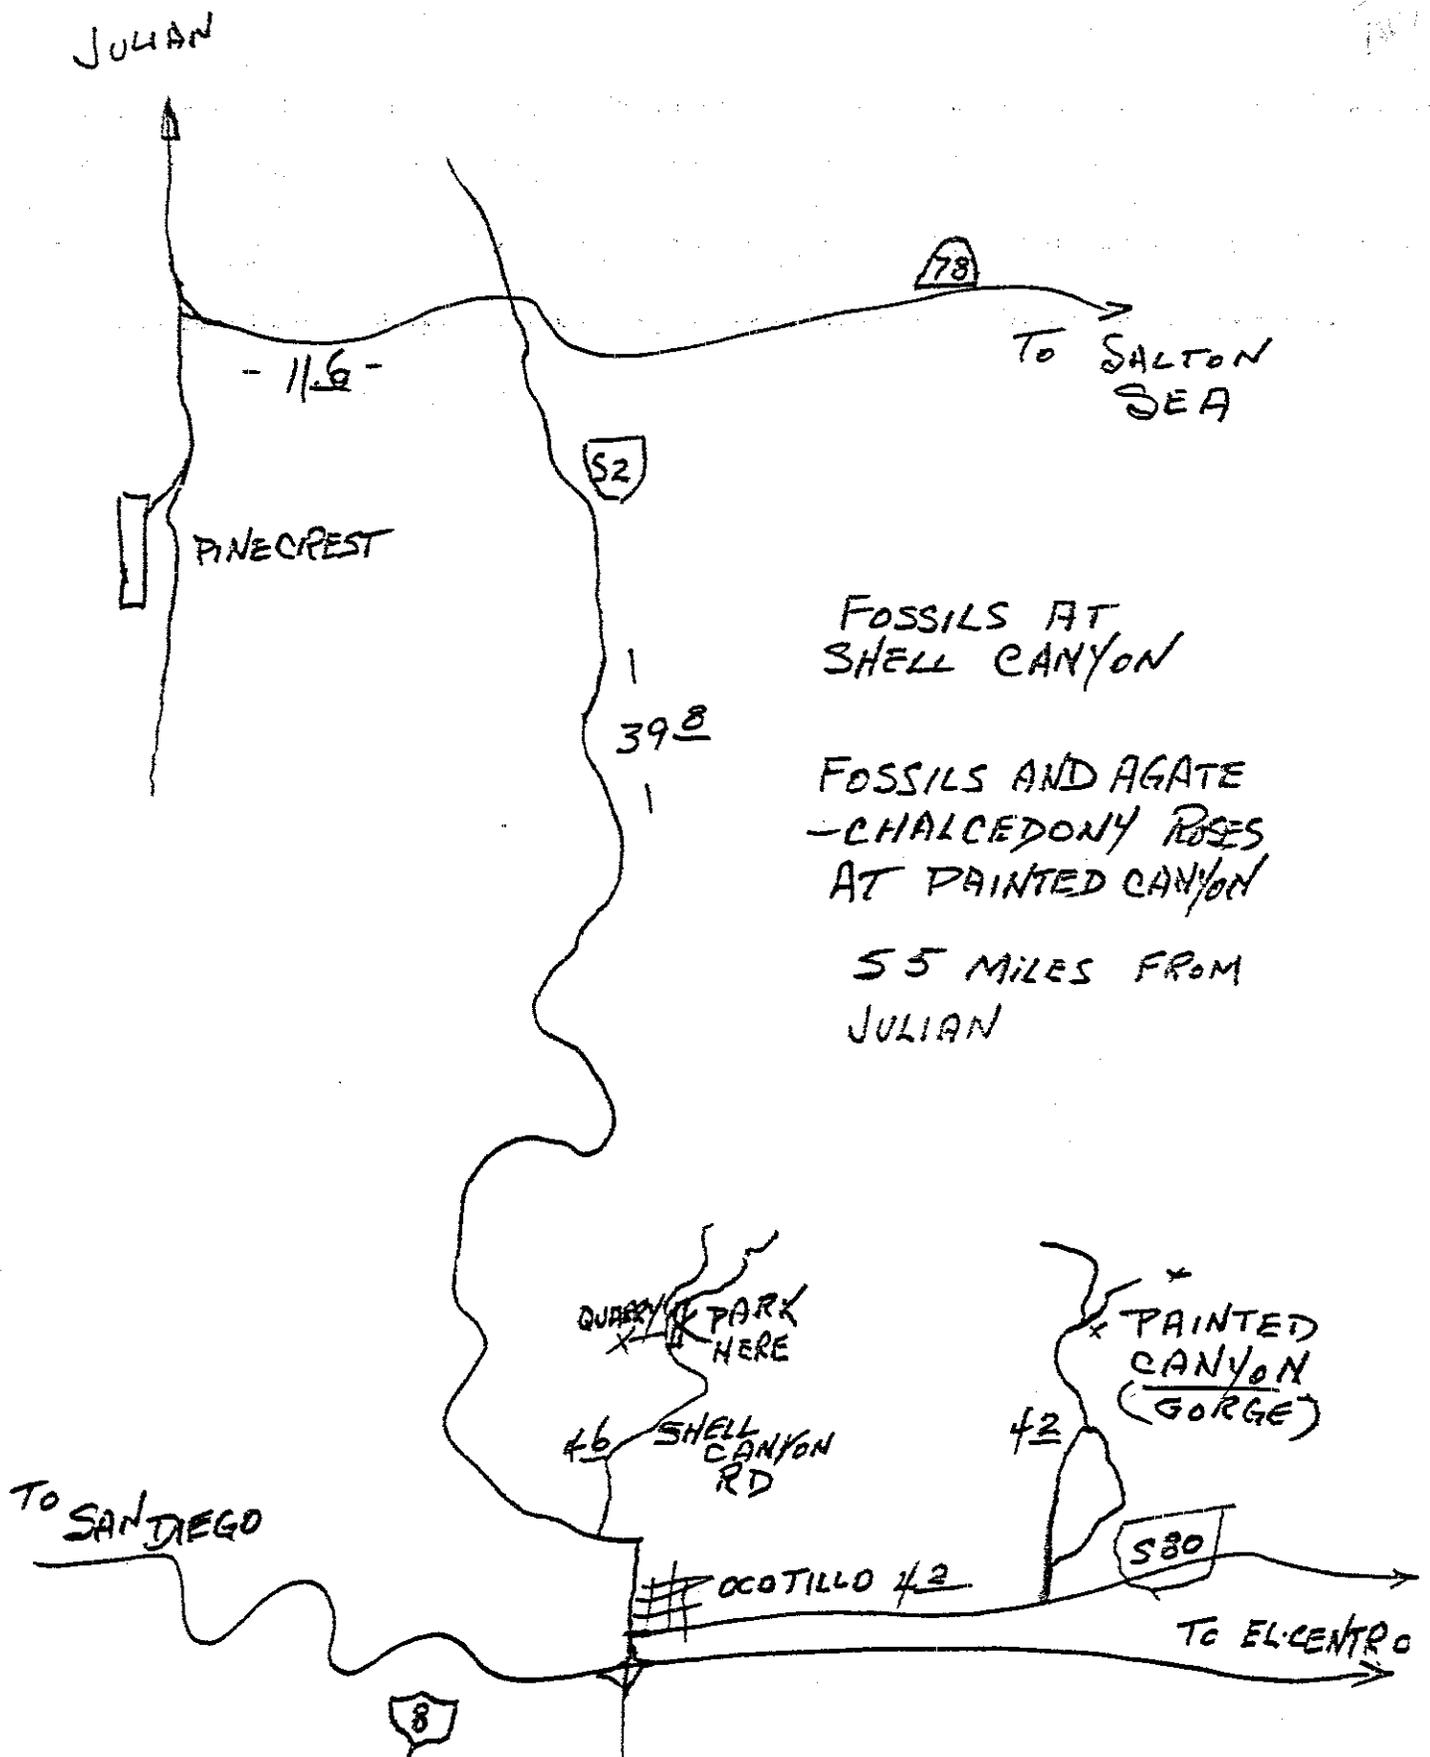 JULIAN
78
TO SALTON
SEA
- 11.6 -
S2
PINECREST
FOSSILS AT
SHELL CANYON
39 8
FOSSILS AND AGATE
-CHALCEDONY ROSES
AT PAINTED CANYON
55 MILES FROM
JULIAN
QUARRY
PARK
HERE
PAINTED
CANYON
(GORGE)
46
SHELL
CANYON
RD
42
TO
SAN DIEGO
S80
OCOTILLO 42
TO EL-CENTRO
8